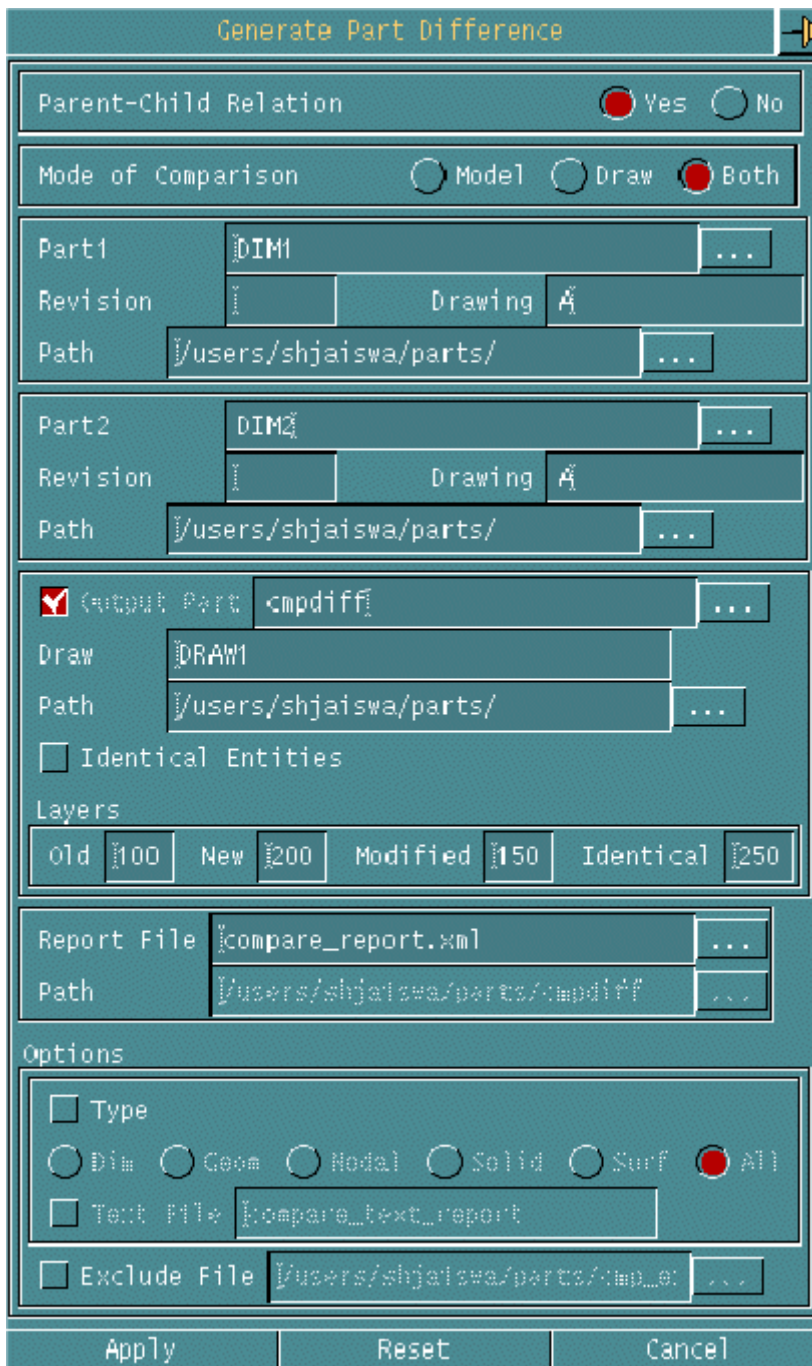 Generate Part Difference
Parent-Child Relation Yes No
Mode of Comparison Model Draw Both
Part1 DIM1 ...
Revision Drawing A
Path /users/shjaiswa/parts/ ...
Part2 DIM2 ...
Revision Drawing A
Path /users/shjaiswa/parts/ ...
Output Part cmpdiff ...
Draw DRAW1
Path /users/shjaiswa/parts/ ...
Identical Entities
Layers
Old 100 New 200 Modified 150 Identical 250
Report File compare_report.xml ...
Path /users/shjaiswa/parts/cmpdiff ...
Options
Type
Dim Geom Nodal Solid Surf All
Text File compare_text_report
Exclude File /users/shjaiswa/parts/cmp_e ...
Apply Reset Cancel